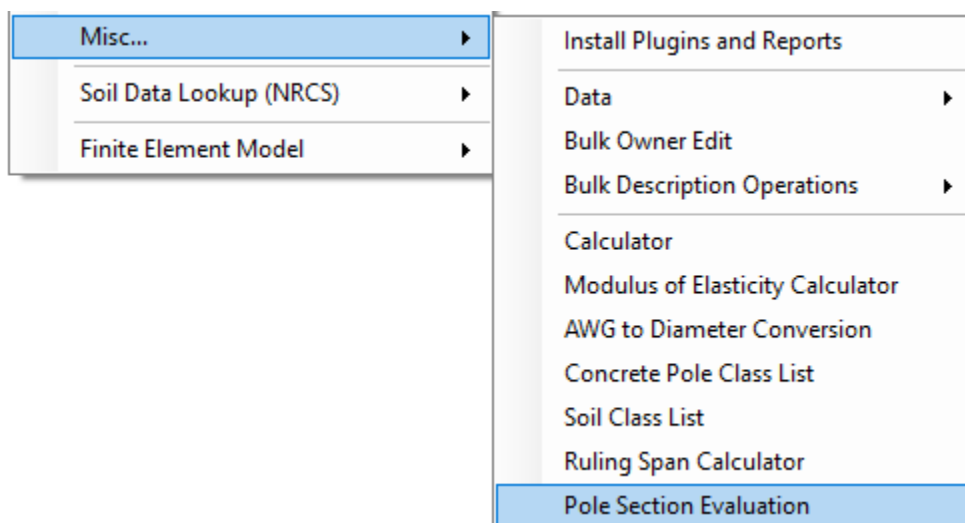 Misc...
Soil Data Lookup (NRCS)
Finite Element Model
Install Plugins and Reports
Data
Bulk Owner Edit
Bulk Description Operations
Calculator
Modulus of Elasticity Calculator
AWG to Diameter Conversion
Concrete Pole Class List
Soil Class List
Ruling Span Calculator
Pole Section Evaluation